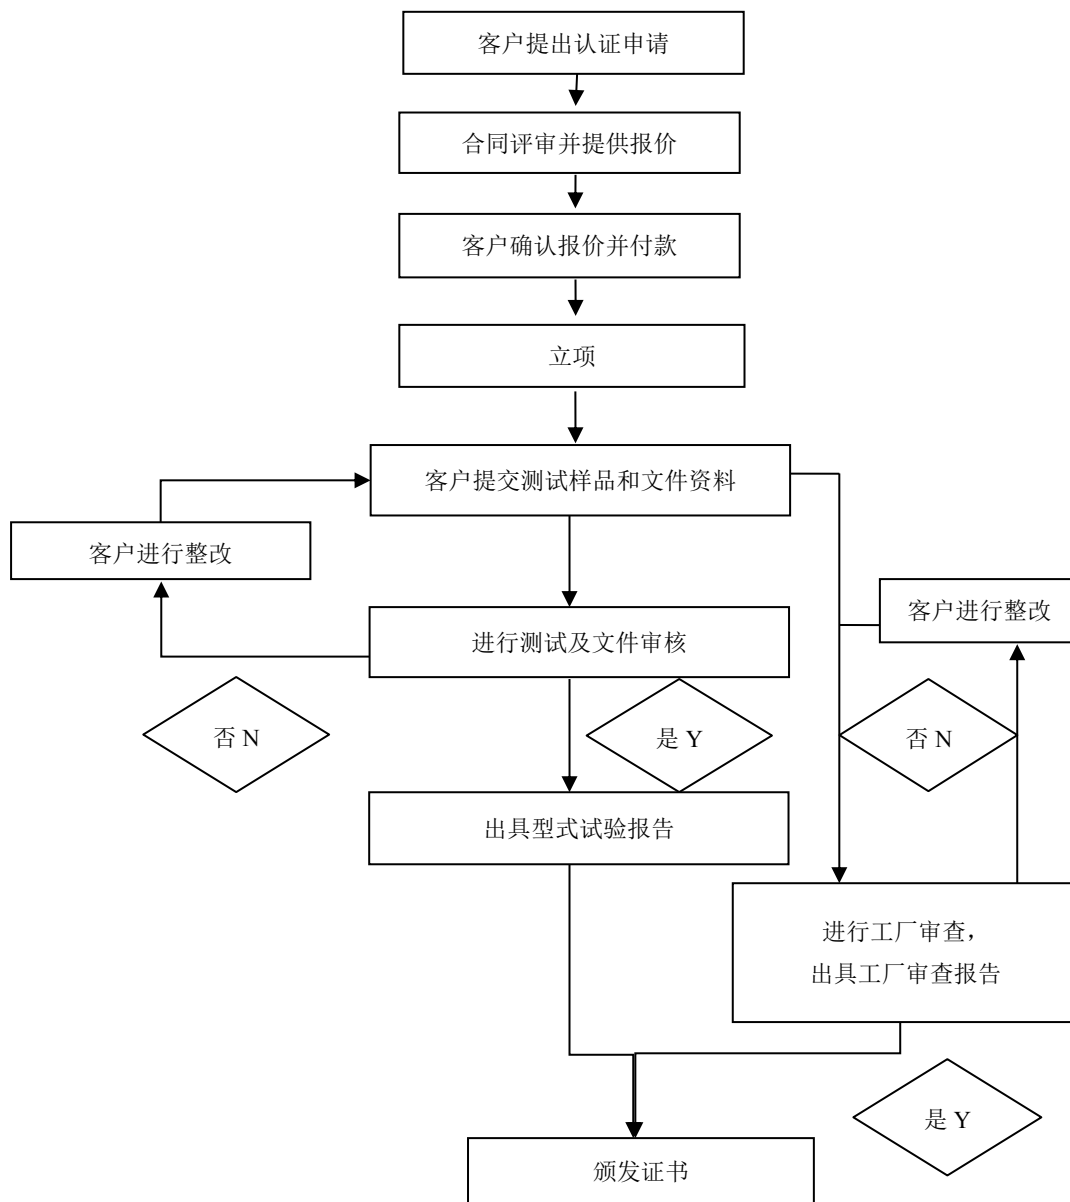 客户提出认证申请
合同评审并提供报价
客户确认报价并付款
立项
客户提交测试样品和文件资料
客户进行整改
客户进行整改
进行测试及文件审核
否 N
是 Y
否 N
出具型式试验报告
进行工厂审查，
出具工厂审查报告
是 Y
颁发证书